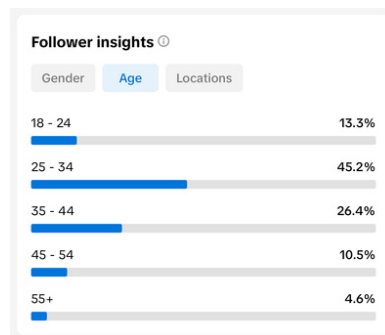 Follower insights
Gender Age Locations
18 - 24 13.3%
25 - 34 45.2%
35 - 44 26.4%
45 - 54 10.5%
55+ 4.6%